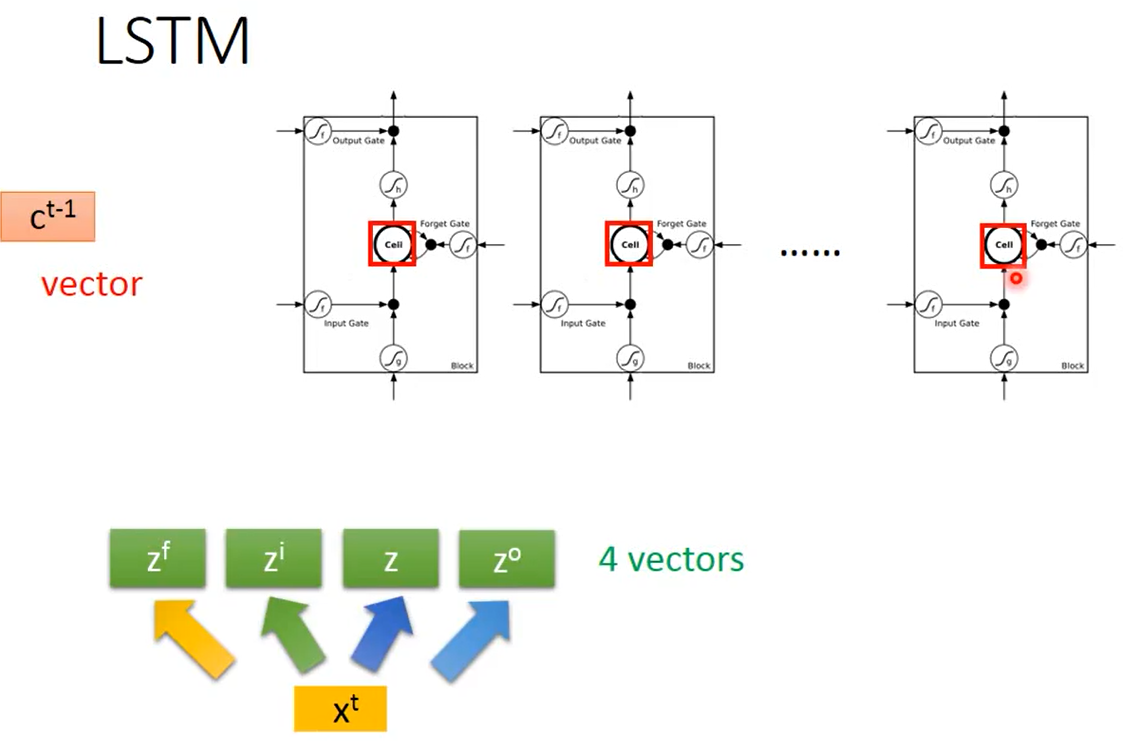 LSTM
Output Gate
Output Gate
Output Gate
f
f
f
h
h
h
c^t-1
Forget Gate
Forget Gate
Forget Gate
Cell
f
Cell
f
......
Cell
f
vector
f
f
f
Input Gate
Input Gate
Input Gate
g
Block
g
Block
g
Block
z^f
z^i
z
z^o
4 vectors
x^t